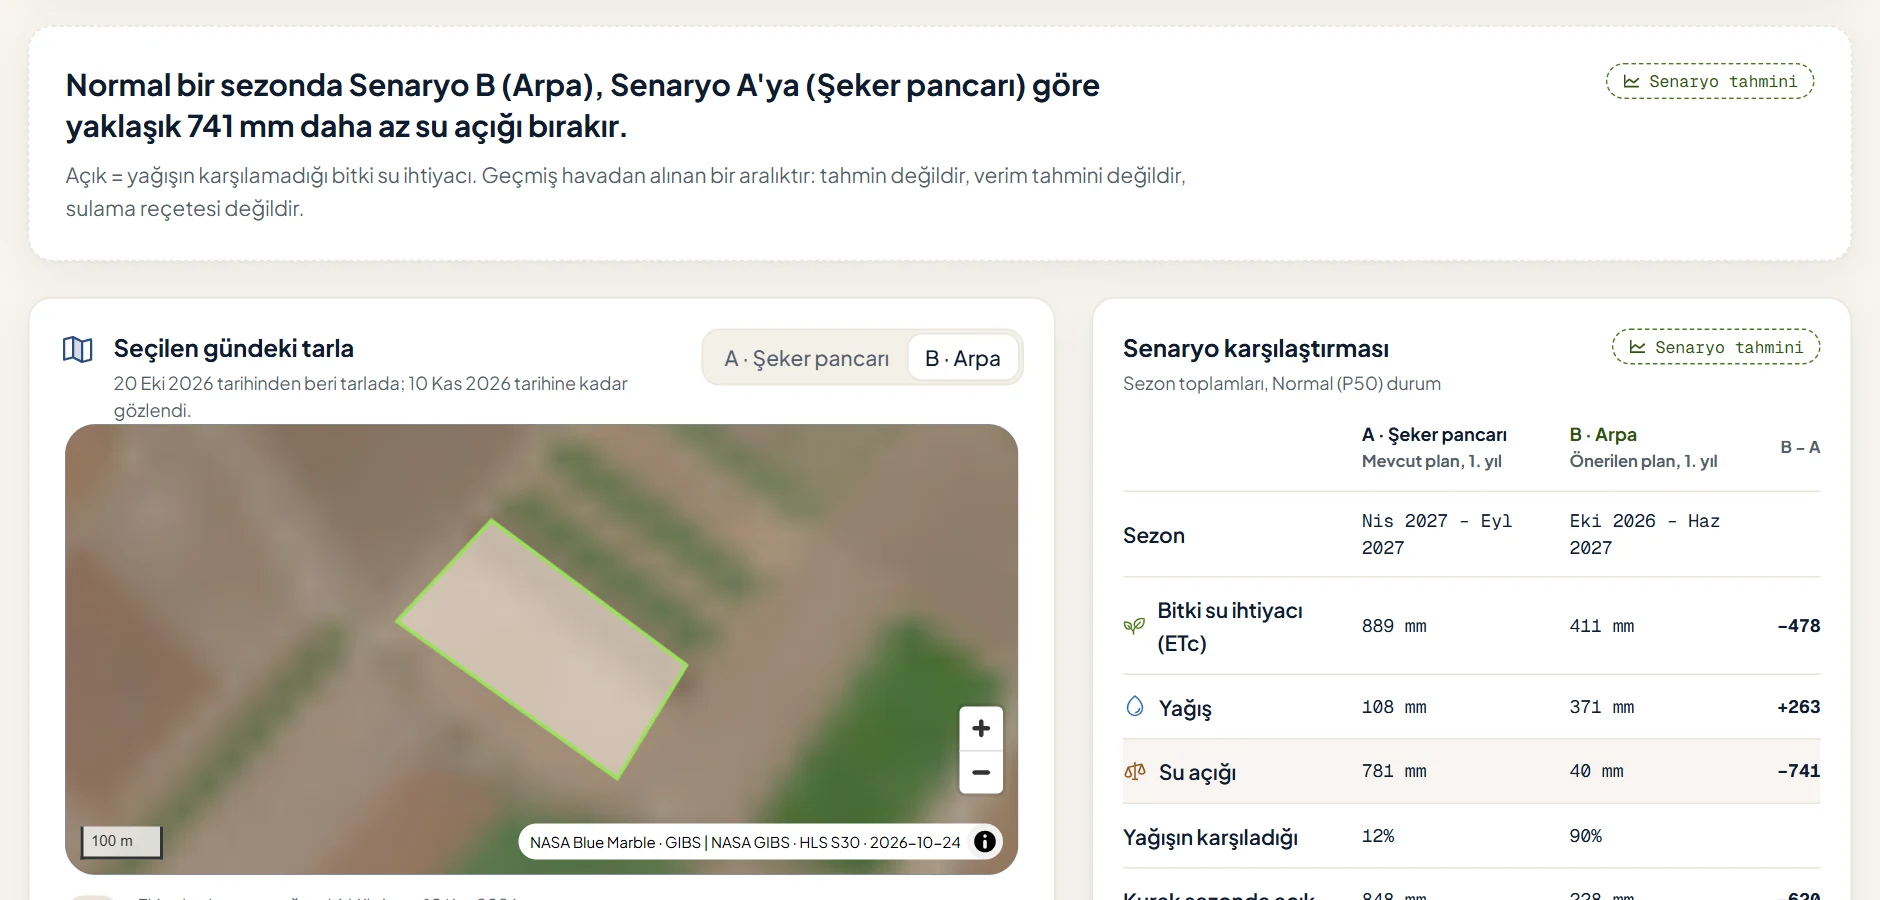 Normal bir sezonda Senaryo B (Arpa), Senaryo A'ya (Şeker pancarı) göre
yaklaşık 741 mm daha az su açığı bırakır.
Senaryo tahmini
Açık = yağışın karşılamadığı bitki su ihtiyacı. Geçmiş havadan alınan bir aralıktır: tahmin değildir, verim tahmini değildir,
sulama reçetesi değildir.
Seçilen gündeki tarla
20 Eki 2026 tarihinden beri tarlada; 10 Kas 2026 tarihine kadar
gözlendi.
A · Şeker pancarı
B · Arpa
100 m
NASA Blue Marble · GIBS | NASA GIBS · HLS S30 · 2026-10-24
Senaryo karşılaştırması
Senaryo tahmini
Sezon toplamları, Normal (P50) durum
A · Şeker pancarı B · Arpa B – A
Mevcut plan, 1. yıl Önerilen plan, 1. yıl
Sezon Nis 2027 – Eyl 2027 Eki 2026 – Haz 2027
Bitki su ihtiyacı (ETc) 889 mm 411 mm −478
Yağış 108 mm 371 mm +263
Su açığı 781 mm 40 mm −741
Yağışın karşıladığı 12% 90%